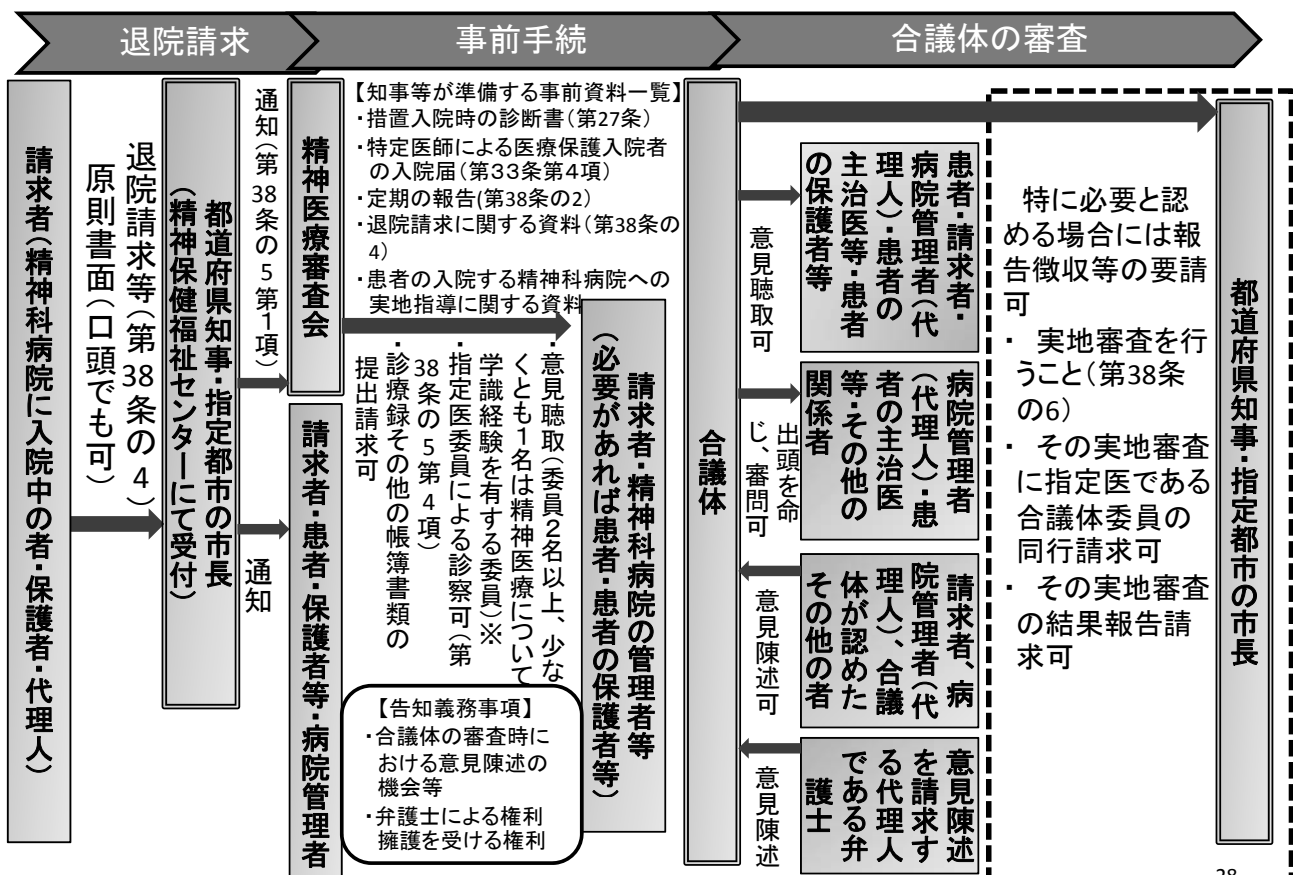 退院請求
事前手続
合議体の審査
請求者(精神科病院に入院中の者・保護者・代理人)
退院請求等(第38条の4)
原則書面(口頭でも可)
都道府県知事・指定都市の市長
(精神保健福祉センターにて受付)
通知(第38条の5第1項)
通知
精神医療審査会
請求者・患者・保護者等・病院管理者
【知事等が準備する事前資料一覧】
・措置入院時の診断書(第27条)
・特定医師による医療保護入院者
の入院届(第33条第4項)
・定期の報告(第38条の2)
・退院請求に関する資料(第38条の
4)
・患者の入院する精神科病院への
実地指導に関する資料
・意見聴取(委員2名以上、少な
くとも1名は精神医療について
学識経験を有する委員)※
・指定医委員による診察可(第
38条の5第4項)
・診療録その他の帳簿書類の
提出請求可
【告知義務事項】
・合議体の審査時に
おける意見陳述の
機会等
・弁護士による権利
擁護を受ける権利
請求者・精神科病院の管理者等
(必要があれば患者・患者の保護者等)
合議体
意見聴取可
患者・請求者・
病院管理者(代
理人)・患者の
主治医等・患者
の保護者等
出頭を命
じ、審問可
病院管理者
(代理人)・患
者の主治医
等・その他の
関係者
意見陳述可
請求者、病
院管理者(代
理人)、合議
体が認めた
その他の者
意見陳述
意見陳述
を請求す
る代理人
である弁
護士
特に必要と認
める場合には報
告徴収等の要請
可
・ 実地審査を行
うこと(第38条
の6)
・ その実地審査
に指定医である
合議体委員の
同行請求可
・ その実地審査
の結果報告請
求可
都道府県知事・指定都市の市長
28